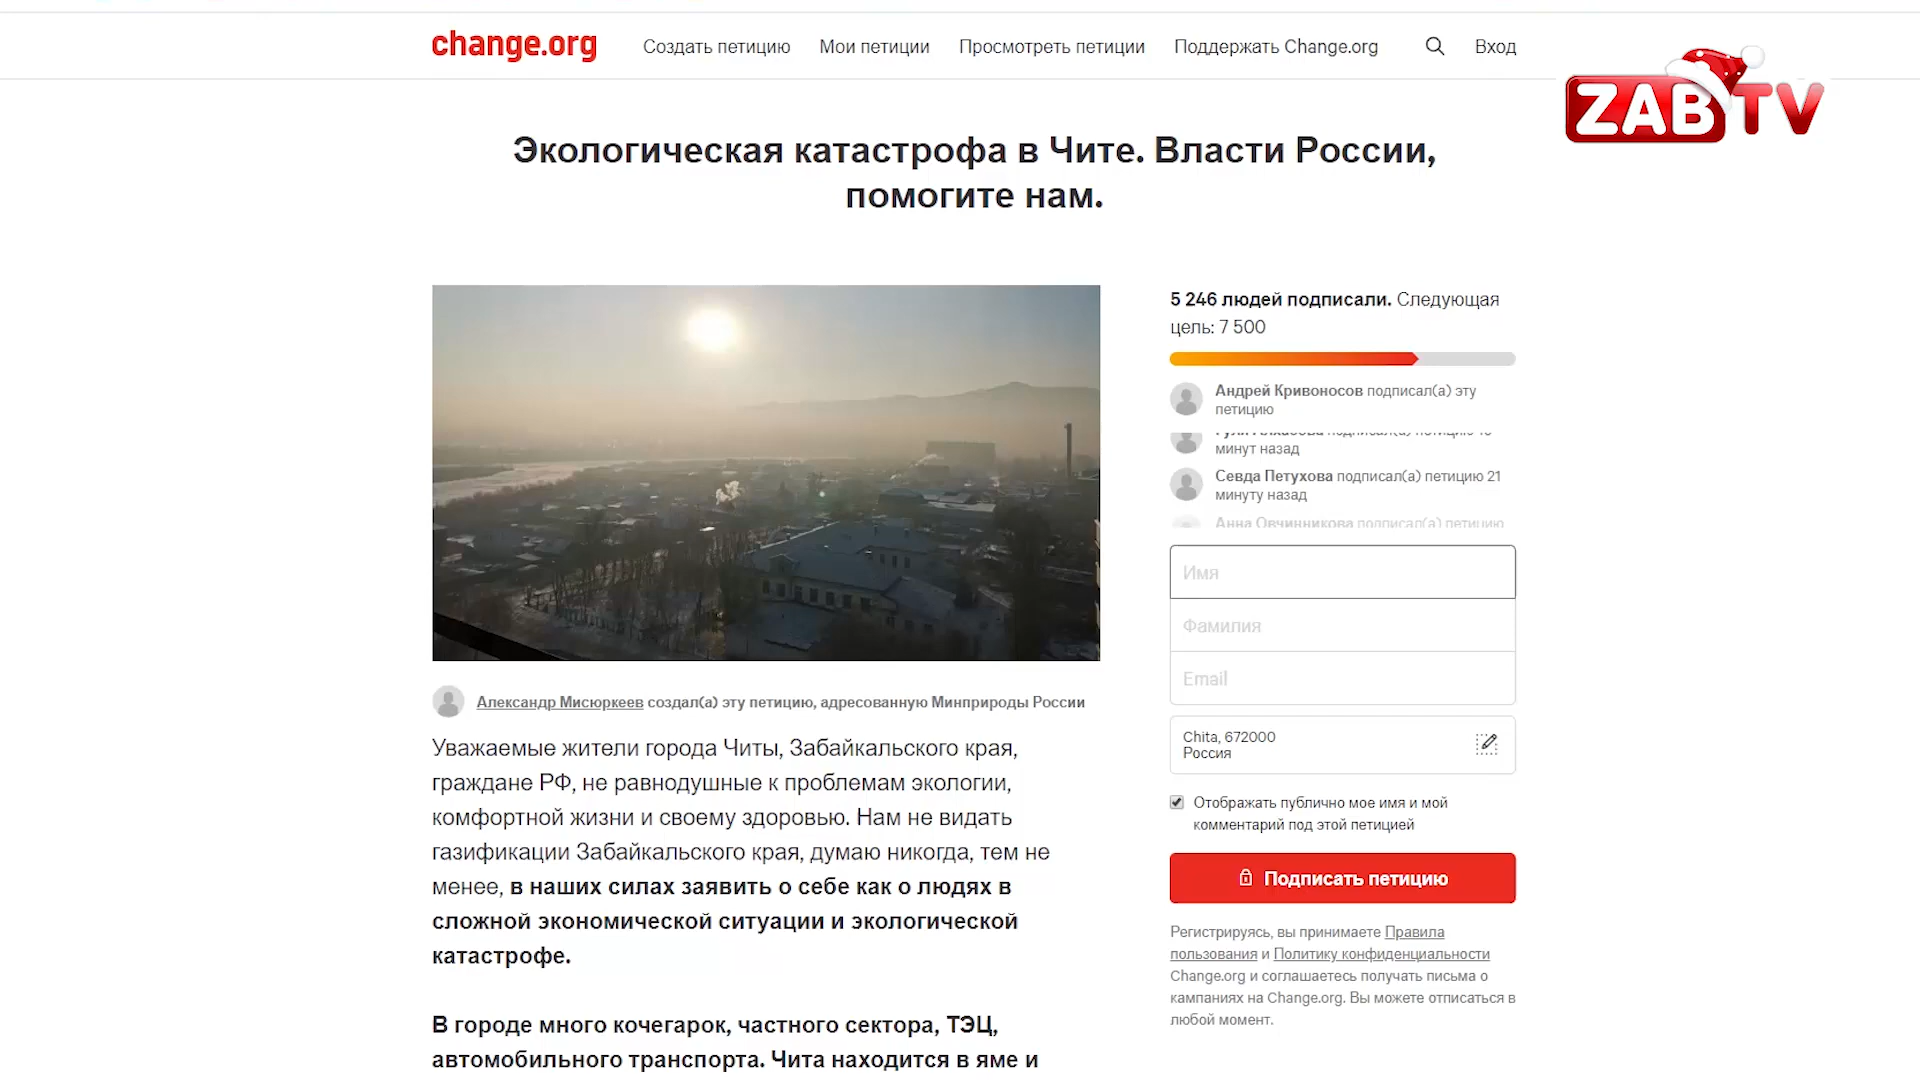 change.org
Создать петицию
Мои петиции
Просмотреть петиции
Поддержать Change.org
Вход
ZAB TV
Экологическая катастрофа в Чите. Власти России,
помогите нам.
5 246 людей подписали. Следующая
цель: 7 500
Андрей Кривоносов подписал(а) эту
петицию
минут назад
Севда Петухова подписал(а) петицию 21
минуту назад
Анна Овчинникова подписал(а) петицию
Имя
Фамилия
Email
Chita, 672000
Россия
Отображать публично мое имя и мой
комментарий под этой петицией
Подписать петицию
Регистрируясь, вы принимаете Правила
пользования и Политику конфиденциальности
Change.org и соглашаетесь получать письма о
кампаниях на Change.org. Вы можете отписаться в
любой момент.
Александр Мисюркеев создал(а) эту петицию, адресованную Минприроды России
Уважаемые жители города Читы, Забайкальского края,
граждане РФ, не равнодушные к проблемам экологии,
комфортной жизни и своему здоровью. Нам не видать
газификации Забайкальского края, думаю никогда, тем не
менее, в наших силах заявить о себе как о людях в
сложной экономической ситуации и экологической
катастрофе.
В городе много кочегарок, частного сектора, ТЭЦ,
автомобильного транспорта. Чита находится в яме и